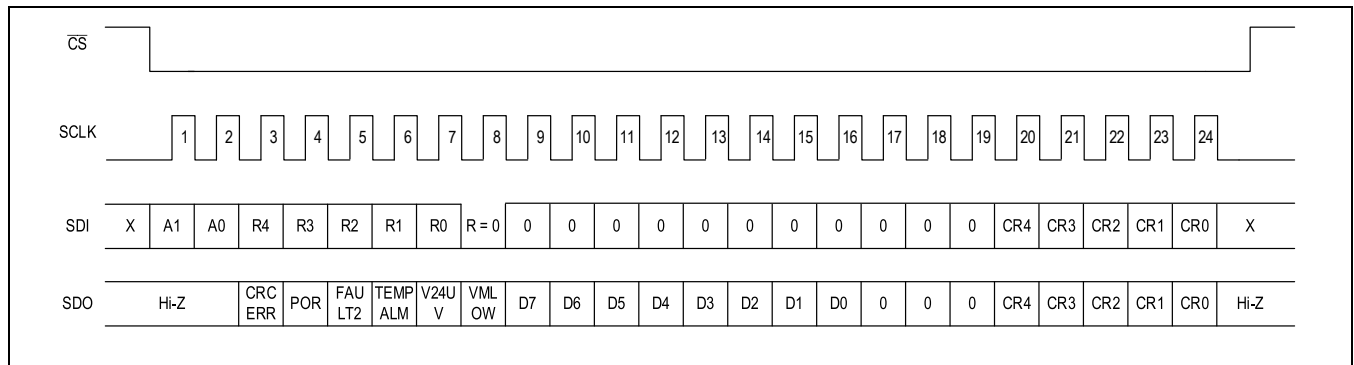 CS
SCLK 1 2 3 4 5 6 7 8 9 10 11 12 13 14 15 16 17 18 19 20 21 22 23 24
SDI X A1 A0 R4 R3 R2 R1 R0 R = 0 0 0 0 0 0 0 0 0 0 0 0 CR4 CR3 CR2 CR1 CR0 X
SDO Hi-Z CRC ERR POR FAU LT2 TEMP ALM V24U V VML OW D7 D6 D5 D4 D3 D2 D1 D0 0 0 0 CR4 CR3 CR2 CR1 CR0 Hi-Z